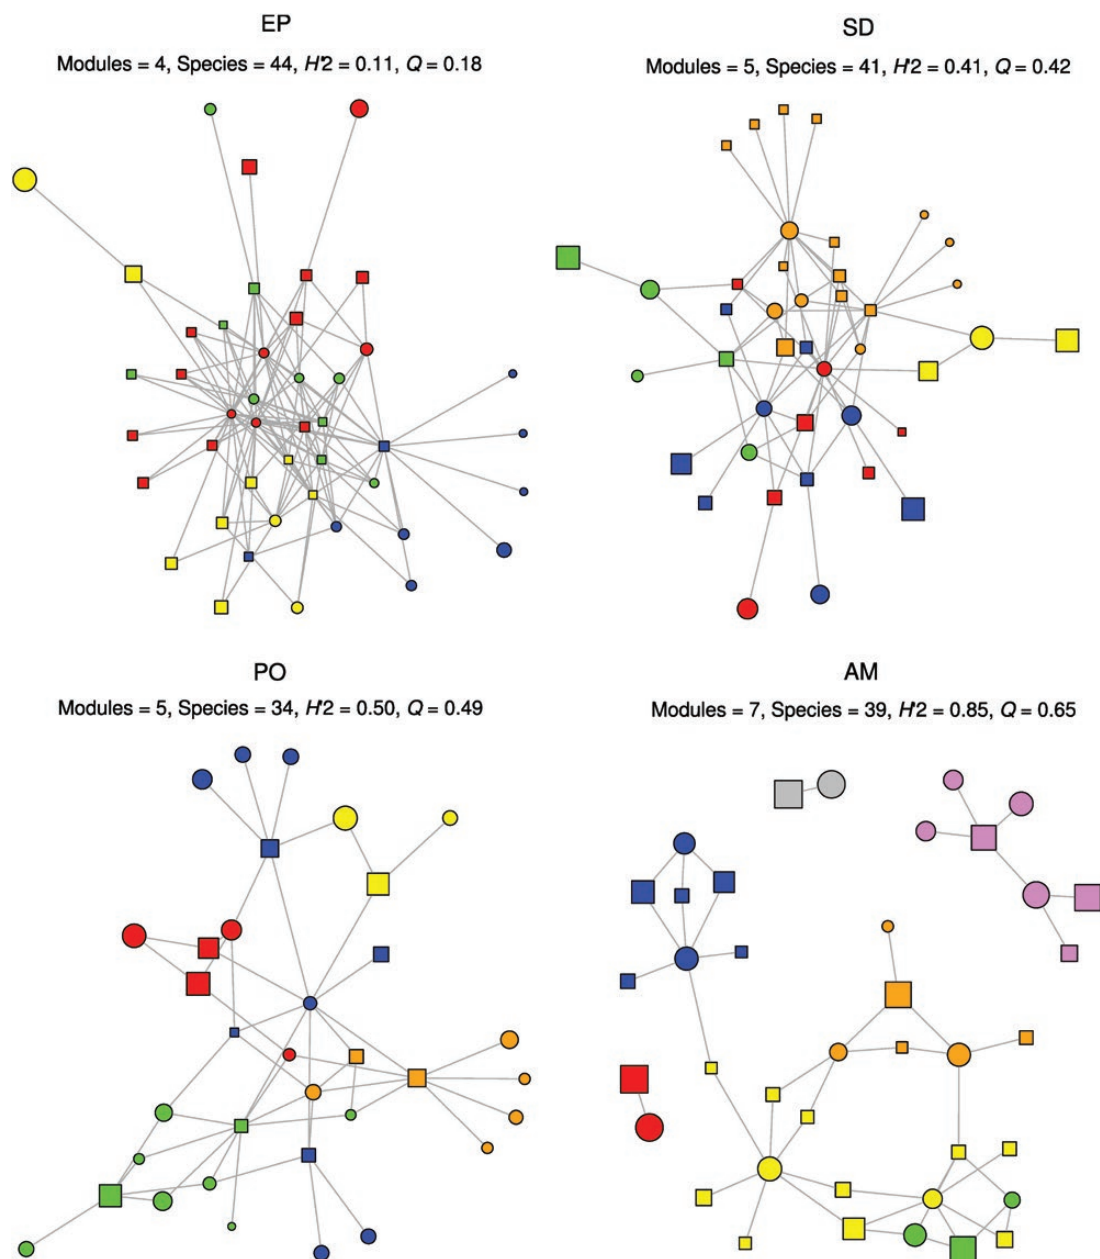 EP
Modules = 4, Species = 44, H'2 = 0.11, Q = 0.18
SD
Modules = 5, Species = 41, H'2 = 0.41, Q = 0.42
PO
Modules = 5, Species = 34, H'2 = 0.50, Q = 0.49
AM
Modules = 7, Species = 39, H'2 = 0.85, Q = 0.65